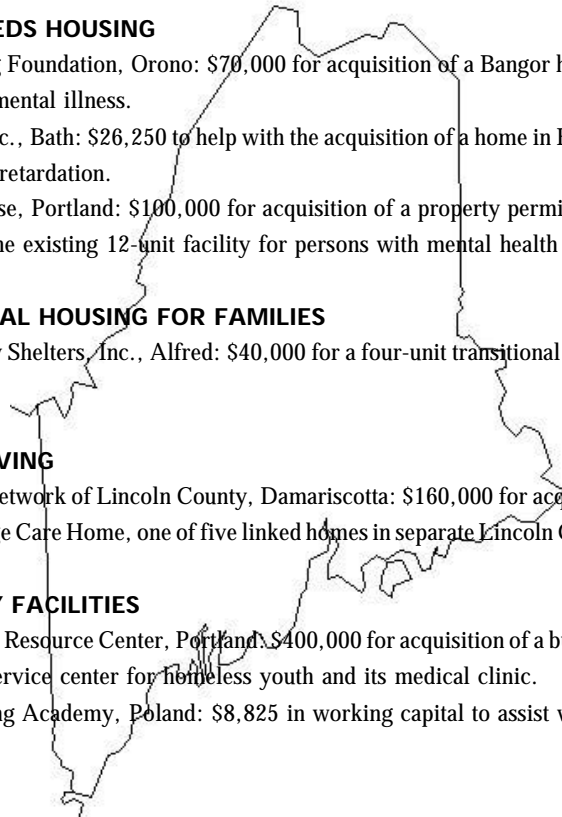 EDS HOUSING
g Foundation, Orono: $70,000 for acquisition of a Bangor h
mental illness.
c., Bath: $26,250 to help with the acquisition of a home in
retardation.
se, Portland: $100,000 for acquisition of a property permi
he existing 12-unit facility for persons with mental health
AL HOUSING FOR FAMILIES
y Shelters, Inc., Alfred: $40,000 for a four-unit transitional
VING
etwork of Lincoln County, Damariscotta: $160,000 for acq
ge Care Home, one of five linked homes in separate Lincoln
Y FACILITIES
Resource Center, Portland: $400,000 for acquisition of a b
ervice center for homeless youth and its medical clinic.
ng Academy, Poland: $8,825 in working capital to assist